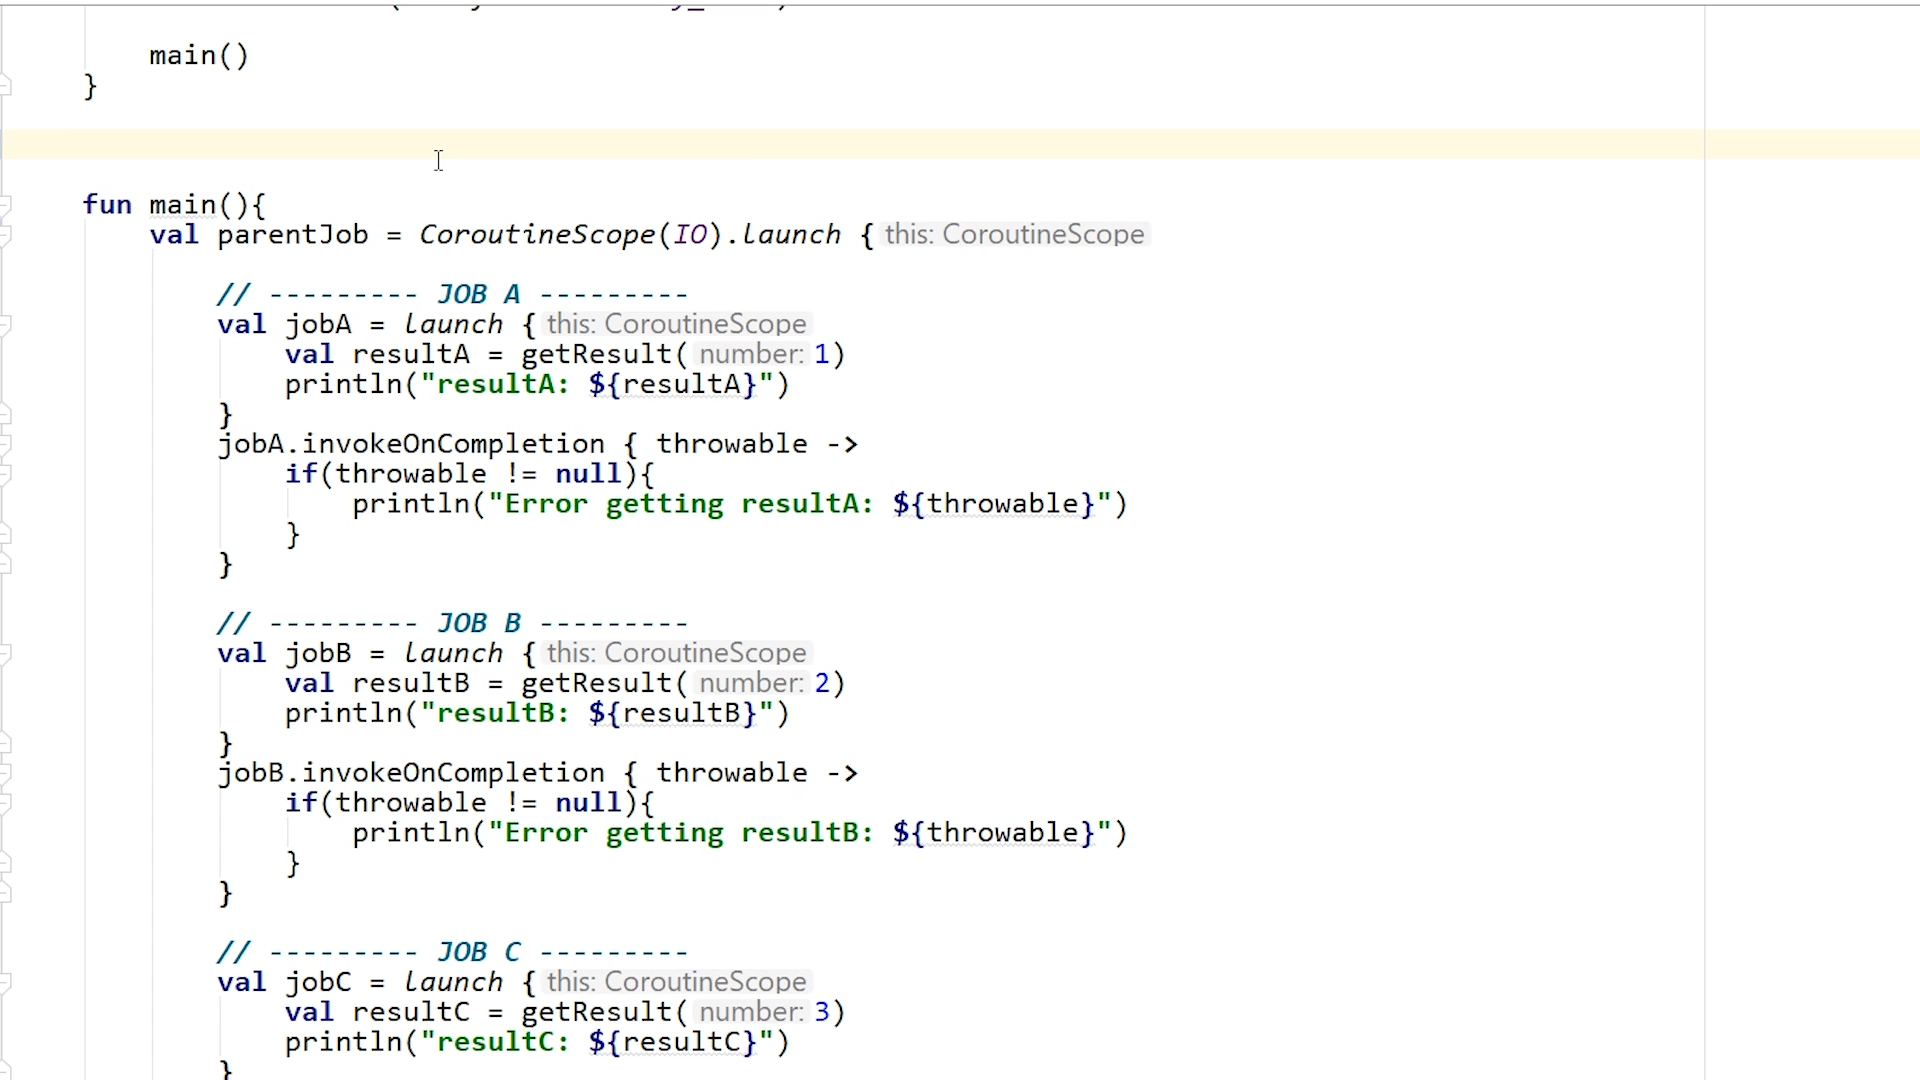 main()
}
fun main(){
val parentJob = CoroutineScope(IO).launch { this: CoroutineScope
// --------- JOB A ---------
val jobA = launch { this: CoroutineScope
val resultA = getResult( number: 1)
println("resultA: ${resultA}")
}
jobA.invokeOnCompletion { throwable ->
if(throwable != null){
println("Error getting resultA: ${throwable}")
}
}
// --------- JOB B ---------
val jobB = launch { this: CoroutineScope
val resultB = getResult( number: 2)
println("resultB: ${resultB}")
}
jobB.invokeOnCompletion { throwable ->
if(throwable != null){
println("Error getting resultB: ${throwable}")
}
}
// --------- JOB C ---------
val jobC = launch { this: CoroutineScope
val resultC = getResult( number: 3)
println("resultC: ${resultC}")
}